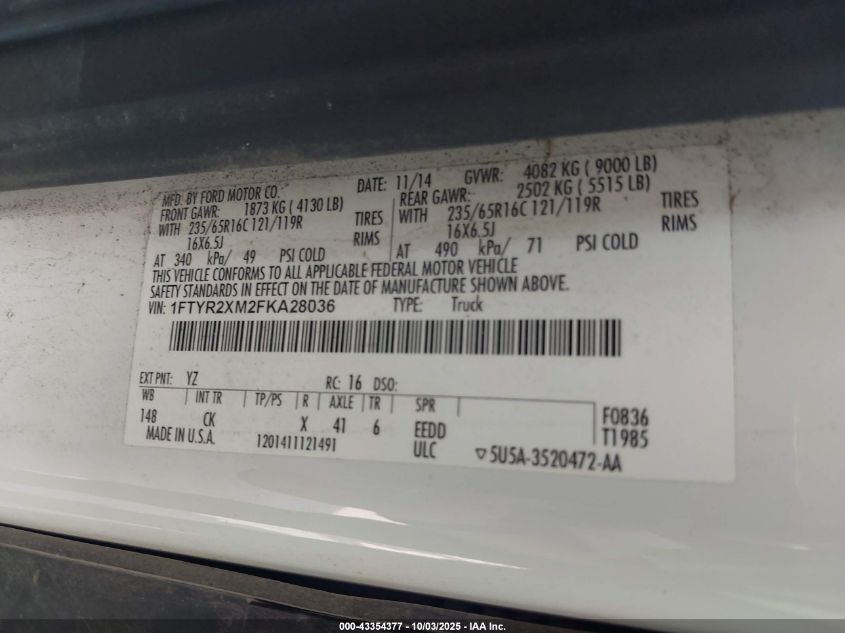 MFD. BY FORD MOTOR CO. DATE: 11/14 GVWR: 4082 KG ( 9000 LB)
FRONT GAWR: 1873 KG ( 4130 LB) REAR GAWR: 2502 KG ( 5515 LB)
WITH 235/65R16C 121/119R TIRES WITH 235/65R16C 121/119R TIRES
16X6.5J RIMS 16X6.5J RIMS
AT 340 kPa/ 49 PSI COLD AT 490 kPa/ 71 PSI COLD
THIS VEHICLE CONFORMS TO ALL APPLICABLE FEDERAL MOTOR VEHICLE
SAFETY STANDARDS IN EFFECT ON THE DATE OF MANUFACTURE SHOWN ABOVE.
VIN: 1FTYR2XM2FKA28036 TYPE: Truck
EXT PNT: YZ RC: 16 DSO:
WB INT TR TP/PS R AXLE TR SPR
148 CK X 41 6 EEDD F0836
MADE IN U.S.A. 1201411121491 ULC T1985
▽ 5U5A-3520472-AA
000-43354377 - 10/03/2025 - IAA Inc.